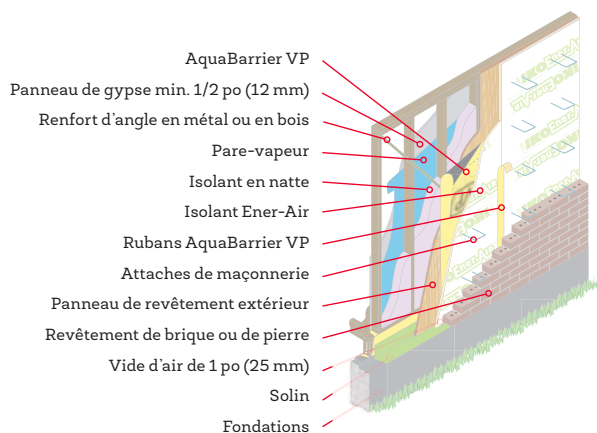 AquaBarrier VP
Panneau de gypse min. 1/2 po (12 mm)
Renfort d'angle en métal ou en bois
Pare-vapeur
Isolant en natte
Isolant Ener-Air
Rubans AquaBarrier VP
Attaches de maçonnerie
Panneau de revêtement extérieur
Revêtement de brique ou de pierre
Vide d'air de 1 po (25 mm)
Solin
Fondations